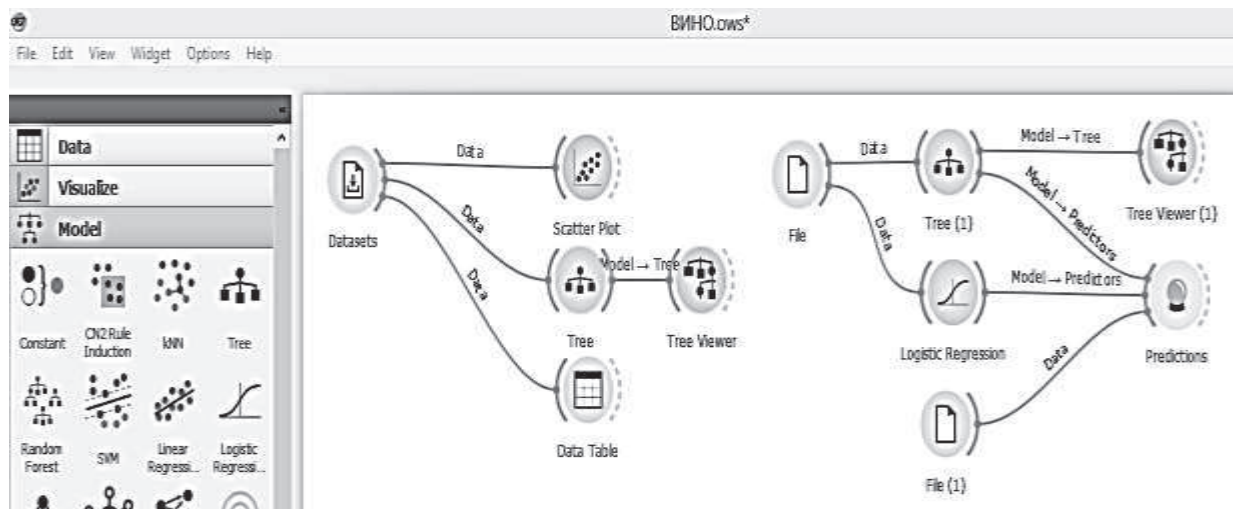 ВИНО.ows*
File Edit View Widget Options Help
Data
Visualize
Model
Constant
CN2 Rule
Induction
kNN
Tree
Random
Forest
SVM
Linear
Regressi...
Logistic
Regressi...
Datasets
Data
Data
Data
Scatter Plot
Model → Tree
Tree
Tree Viewer
Data Table
File
Data
Data
Tree (1)
Model → Tree
Tree Viewer (1)
Model → Predictors
Model → Predictors
Logistic Regression
Predictions
Data
File (1)